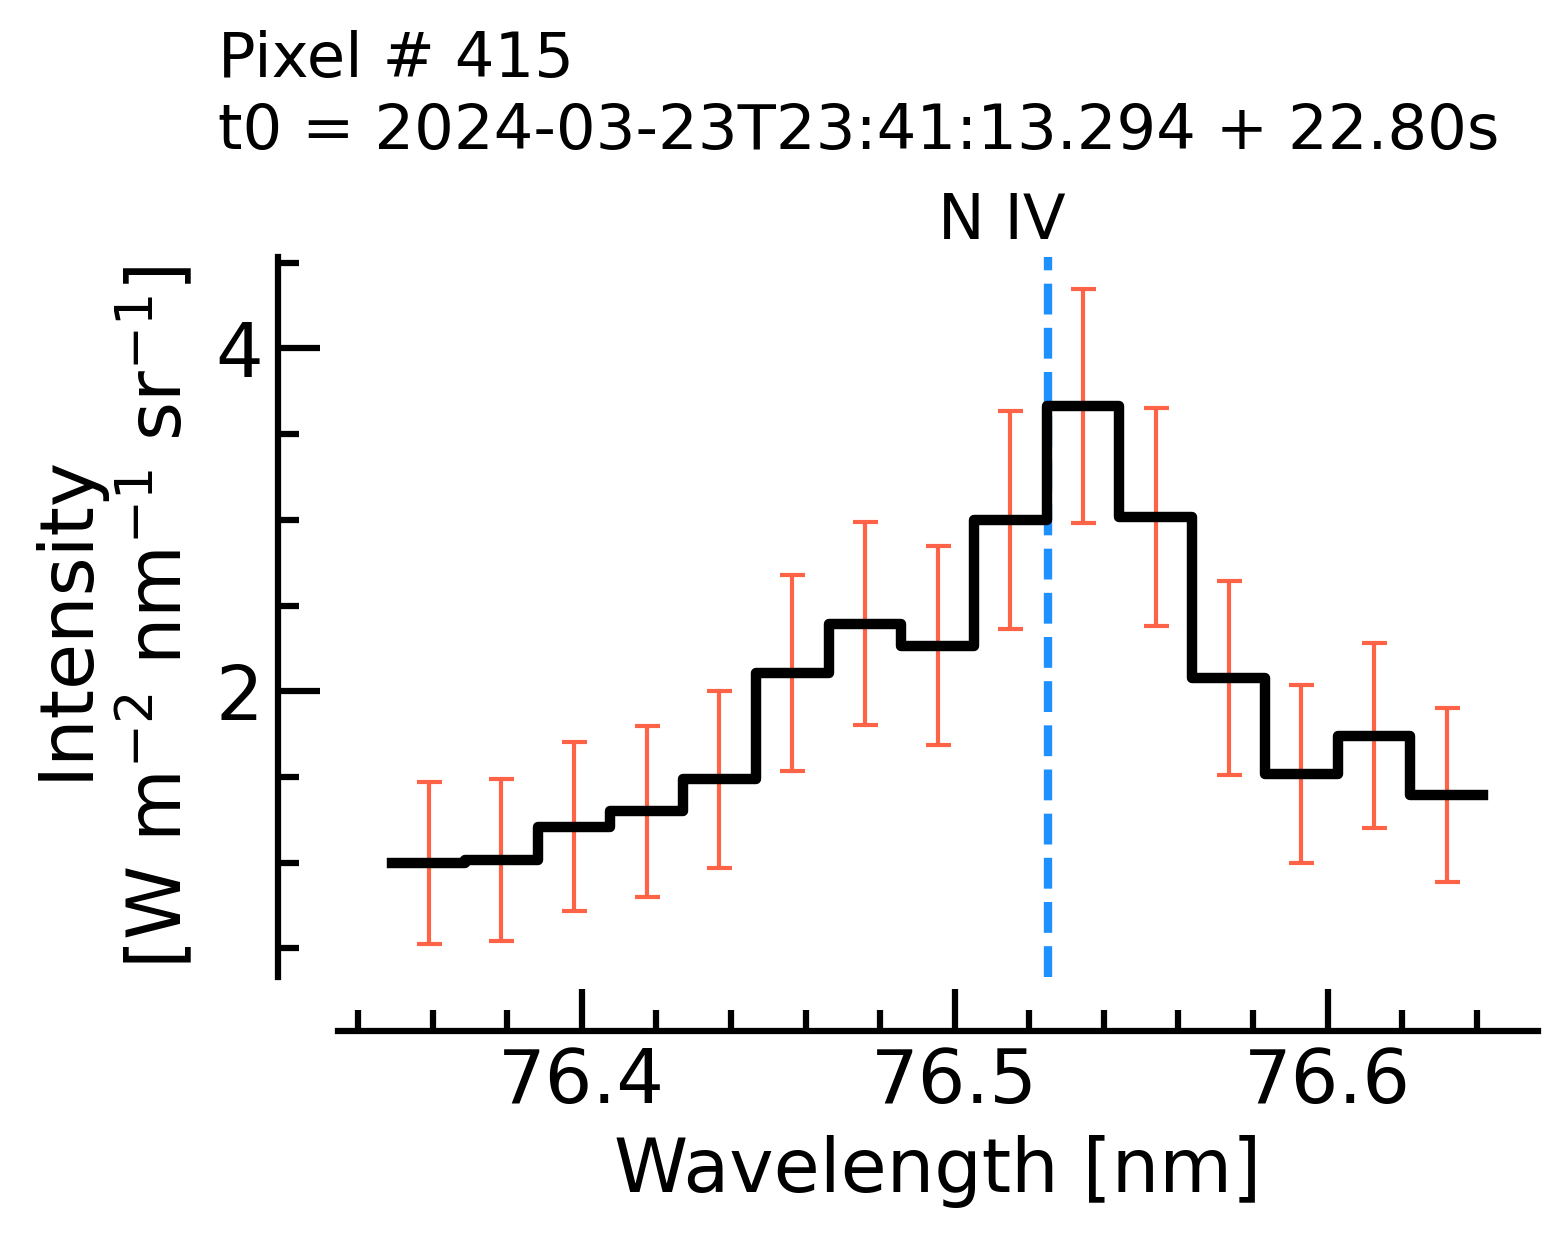 Pixel # 415
t0 = 2024-03-23T23:41:13.294 + 22.80s
N IV
Intensity
[W m⁻² nm⁻¹ sr⁻¹]
4
2
76.4 76.5 76.6
Wavelength [nm]